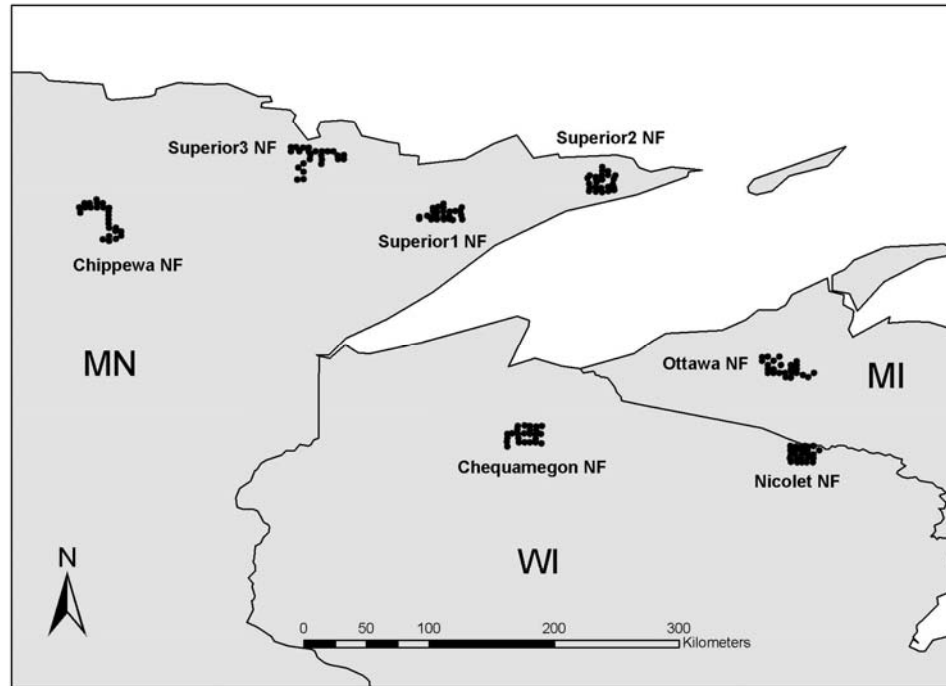 Superior2 NF
Superior3 NF
Superior1 NF
Chippewa NF
MN
Ottawa NF
MI
Chequamegon NF
Nicolet NF
WI
N
0 50 100 200 300
Kilometers